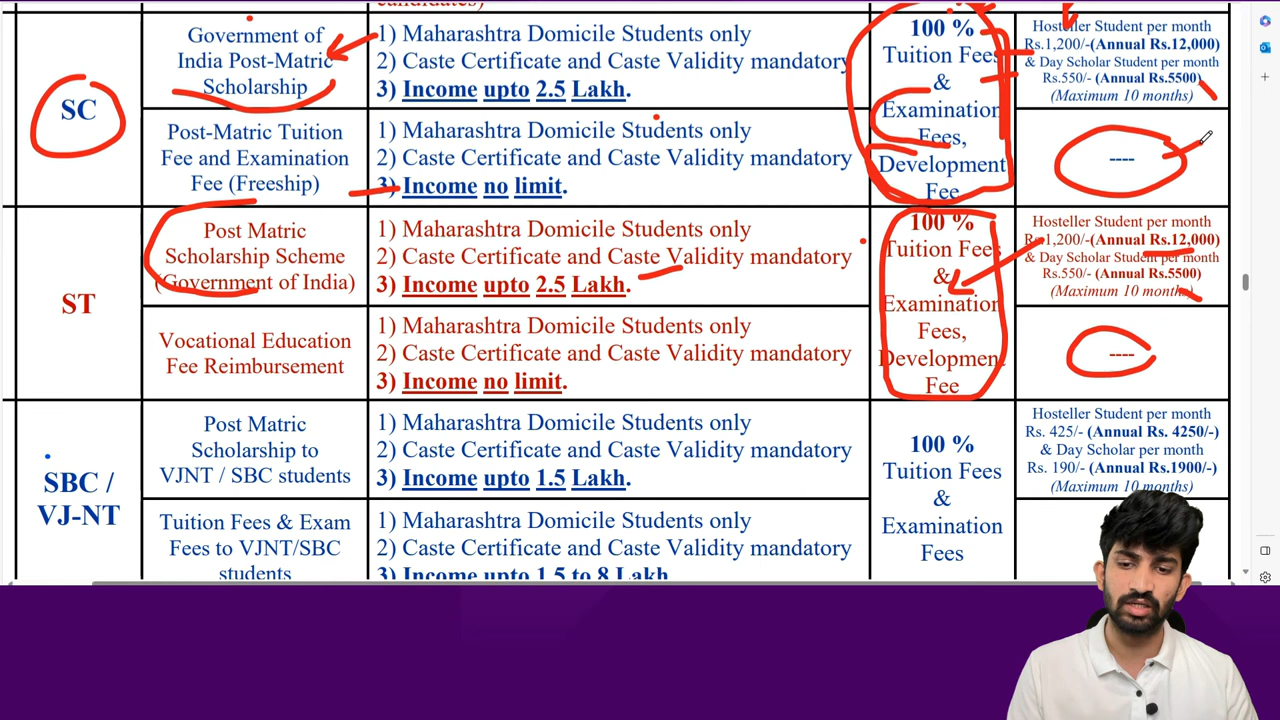 candidates)
SC
Government of
India Post-Matric
Scholarship
1) Maharashtra Domicile Students only
2) Caste Certificate and Caste Validity mandatory
3) Income upto 2.5 Lakh.
100 %
Tuition Fees
&
Examination
Fees,
Development
Fee
Hosteller Student per month
Rs.1,200/-(Annual Rs.12,000)
& Day Scholar Student per month
Rs.550/- (Annual Rs.5500)
(Maximum 10 months)
Post-Matric Tuition
Fee and Examination
Fee (Freeship)
1) Maharashtra Domicile Students only
2) Caste Certificate and Caste Validity mandatory
3) Income no limit.
----
ST
Post Matric
Scholarship Scheme
(Government of India)
1) Maharashtra Domicile Students only
2) Caste Certificate and Caste Validity mandatory
3) Income upto 2.5 Lakh.
100 %
Tuition Fees
&
Examination
Fees,
Development
Fee
Hosteller Student per month
Rs.1,200/-(Annual Rs.12,000)
& Day Scholar Student per month
Rs.550/- (Annual Rs.5500)
(Maximum 10 months)
Vocational Education
Fee Reimbursement
1) Maharashtra Domicile Students only
2) Caste Certificate and Caste Validity mandatory
3) Income no limit.
----
SBC /
VJ-NT
Post Matric
Scholarship to
VJNT / SBC students
1) Maharashtra Domicile Students only
2) Caste Certificate and Caste Validity mandatory
3) Income upto 1.5 Lakh.
100 %
Tuition Fees
&
Examination
Fees
Hosteller Student per month
Rs. 425/- (Annual Rs. 4250/-)
& Day Scholar per month
Rs. 190/- (Annual Rs.1900/-)
(Maximum 10 months)
Tuition Fees & Exam
Fees to VJNT/SBC
students
1) Maharashtra Domicile Students only
2) Caste Certificate and Caste Validity mandatory
3) Income upto 1.5 to 8 Lakh